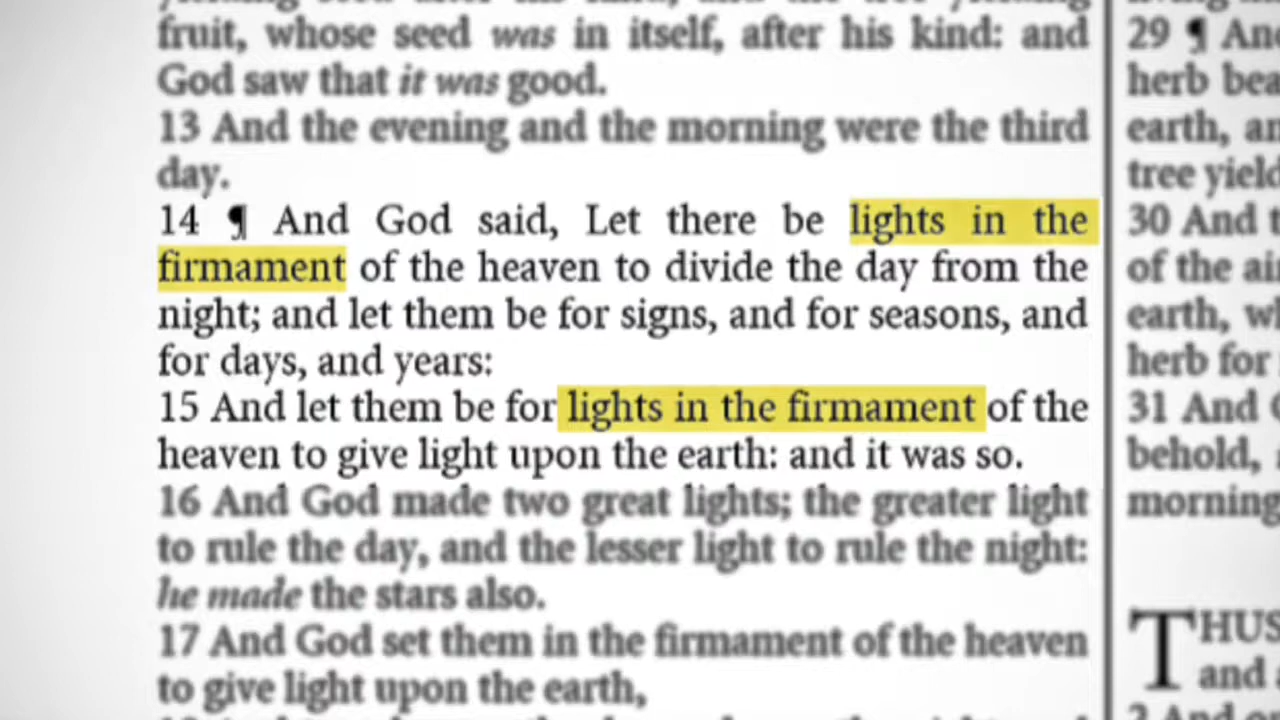 fruit, whose seed was in itself, after his kind: and
God saw that it was good.
13 And the evening and the morning were the third
day.
14 ¶ And God said, Let there be lights in the
firmament of the heaven to divide the day from the
night; and let them be for signs, and for seasons, and
for days, and years:
15 And let them be for lights in the firmament of the
heaven to give light upon the earth: and it was so.
16 And God made two great lights; the greater light
to rule the day, and the lesser light to rule the night:
he made the stars also.
17 And God set them in the firmament of the heaven
to give light upon the earth,
29 ¶ And
herb
earth,
tree
30 And
of the
earth,
herb for
31 And
behold,
morning
THUS
and
2 And